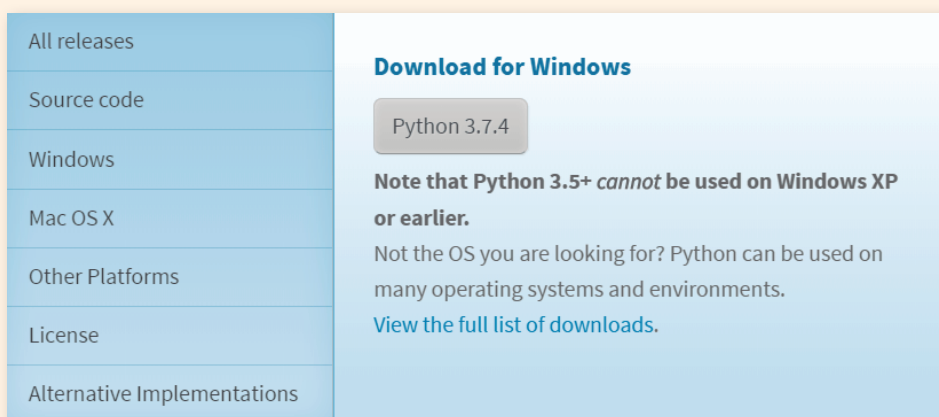 All releases
Source code
Windows
Mac OS X
Other Platforms
License
Alternative Implementations
Download for Windows
Python 3.7.4
Note that Python 3.5+ cannot be used on Windows XP
or earlier.
Not the OS you are looking for? Python can be used on
many operating systems and environments.
View the full list of downloads.